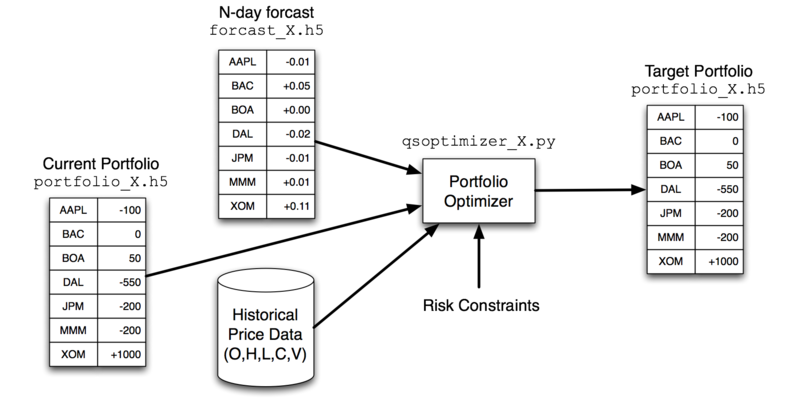 N-day forcast
forcast_X.h5
AAPL -0.01
BAC +0.05
BOA +0.00
DAL -0.02
JPM -0.01
MMM +0.01
XOM +0.11
Current Portfolio
portfolio_X.h5
AAPL -100
BAC 0
BOA 50
DAL -550
JPM -200
MMM -200
XOM +1000
Historical
Price Data
(O,H,L,C,V)
qsoptimizer_X.py
Portfolio
Optimizer
Risk Constraints
Target Portfolio
portfolio_X.h5
AAPL -100
BAC 0
BOA 50
DAL -550
JPM -200
MMM -200
XOM +1000